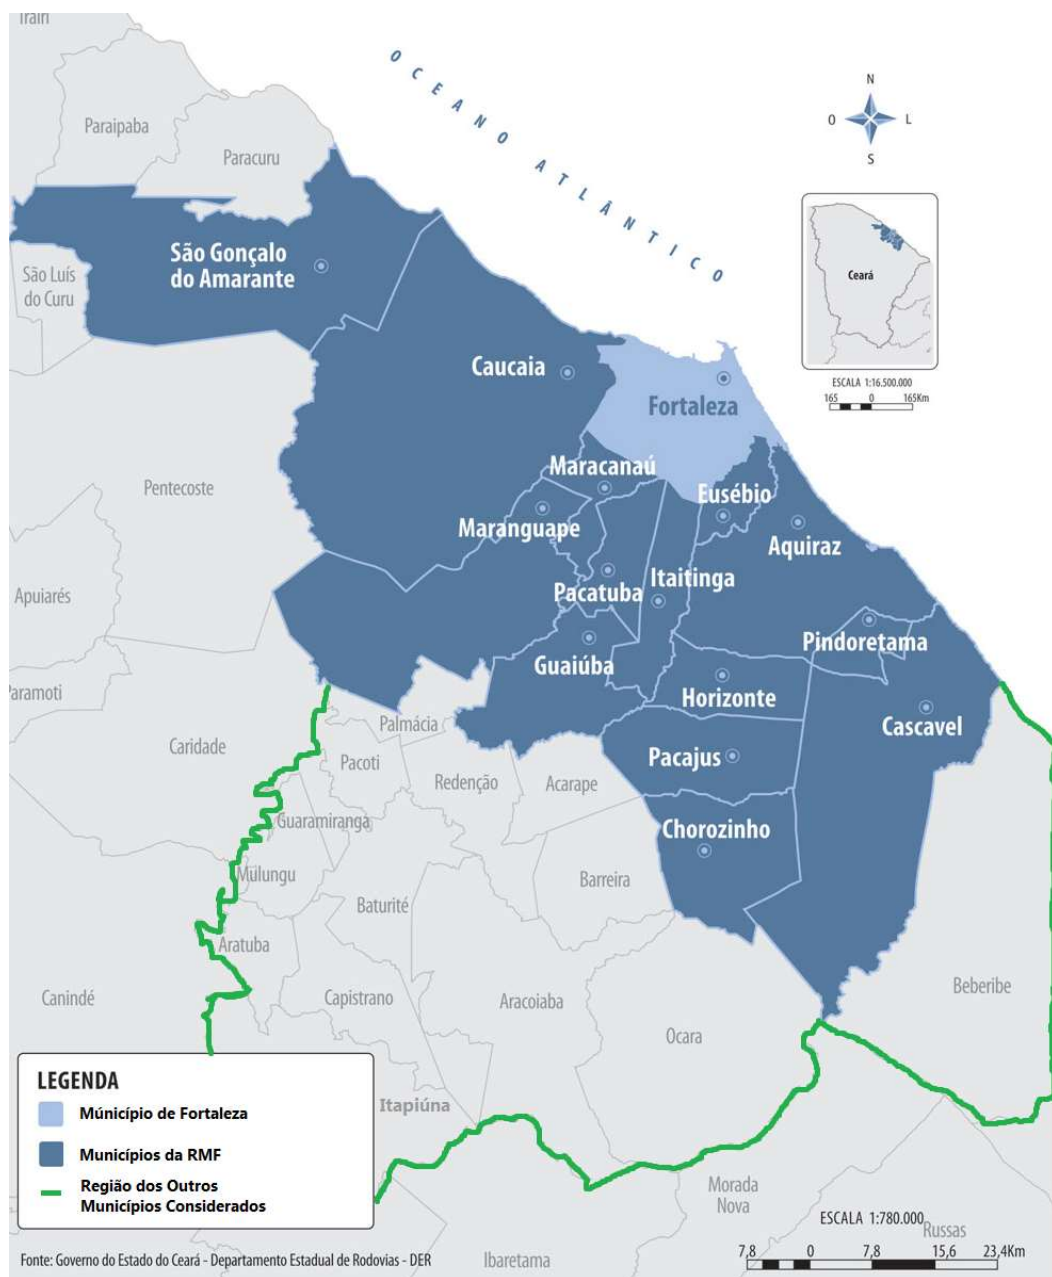 Trairi
Paraipaba
Paracuru
OCEANO ATLÂNTICO
N
O
L
S
São Gonçalo
do Amarante
São Luís
do Curu
Ceará
ESCALA 1:16.500.000
165 0 165Km
Caucaia
Fortaleza
Maracanaú
Pentecoste
Eusébio
Maranguape
Aquiraz
Itaitinga
Pacatuba
Apuiarés
Pindoretama
Guaiúba
Paramoti
Horizonte
Palmácia
Cascavel
Caridade
Pacoti
Pacajus
Redenção
Acarape
Guaramiranga
Chorozinho
Mulungu
Barreira
Baturité
Aratuba
Beberibe
Canindé
Capistrano
Aracoiaba
Ocara
LEGENDA
Múnicípio de Fortaleza
Itapiúna
Municípios da RMF
Região dos Outros
Municípios Considerados
Morada
Nova
ESCALA 1:780.000
Russas
7,8 0 7,8 15,6 23,4Km
Fonte: Governo do Estado do Ceará - Departamento Estadual de Rodovias - DER
Ibaretama